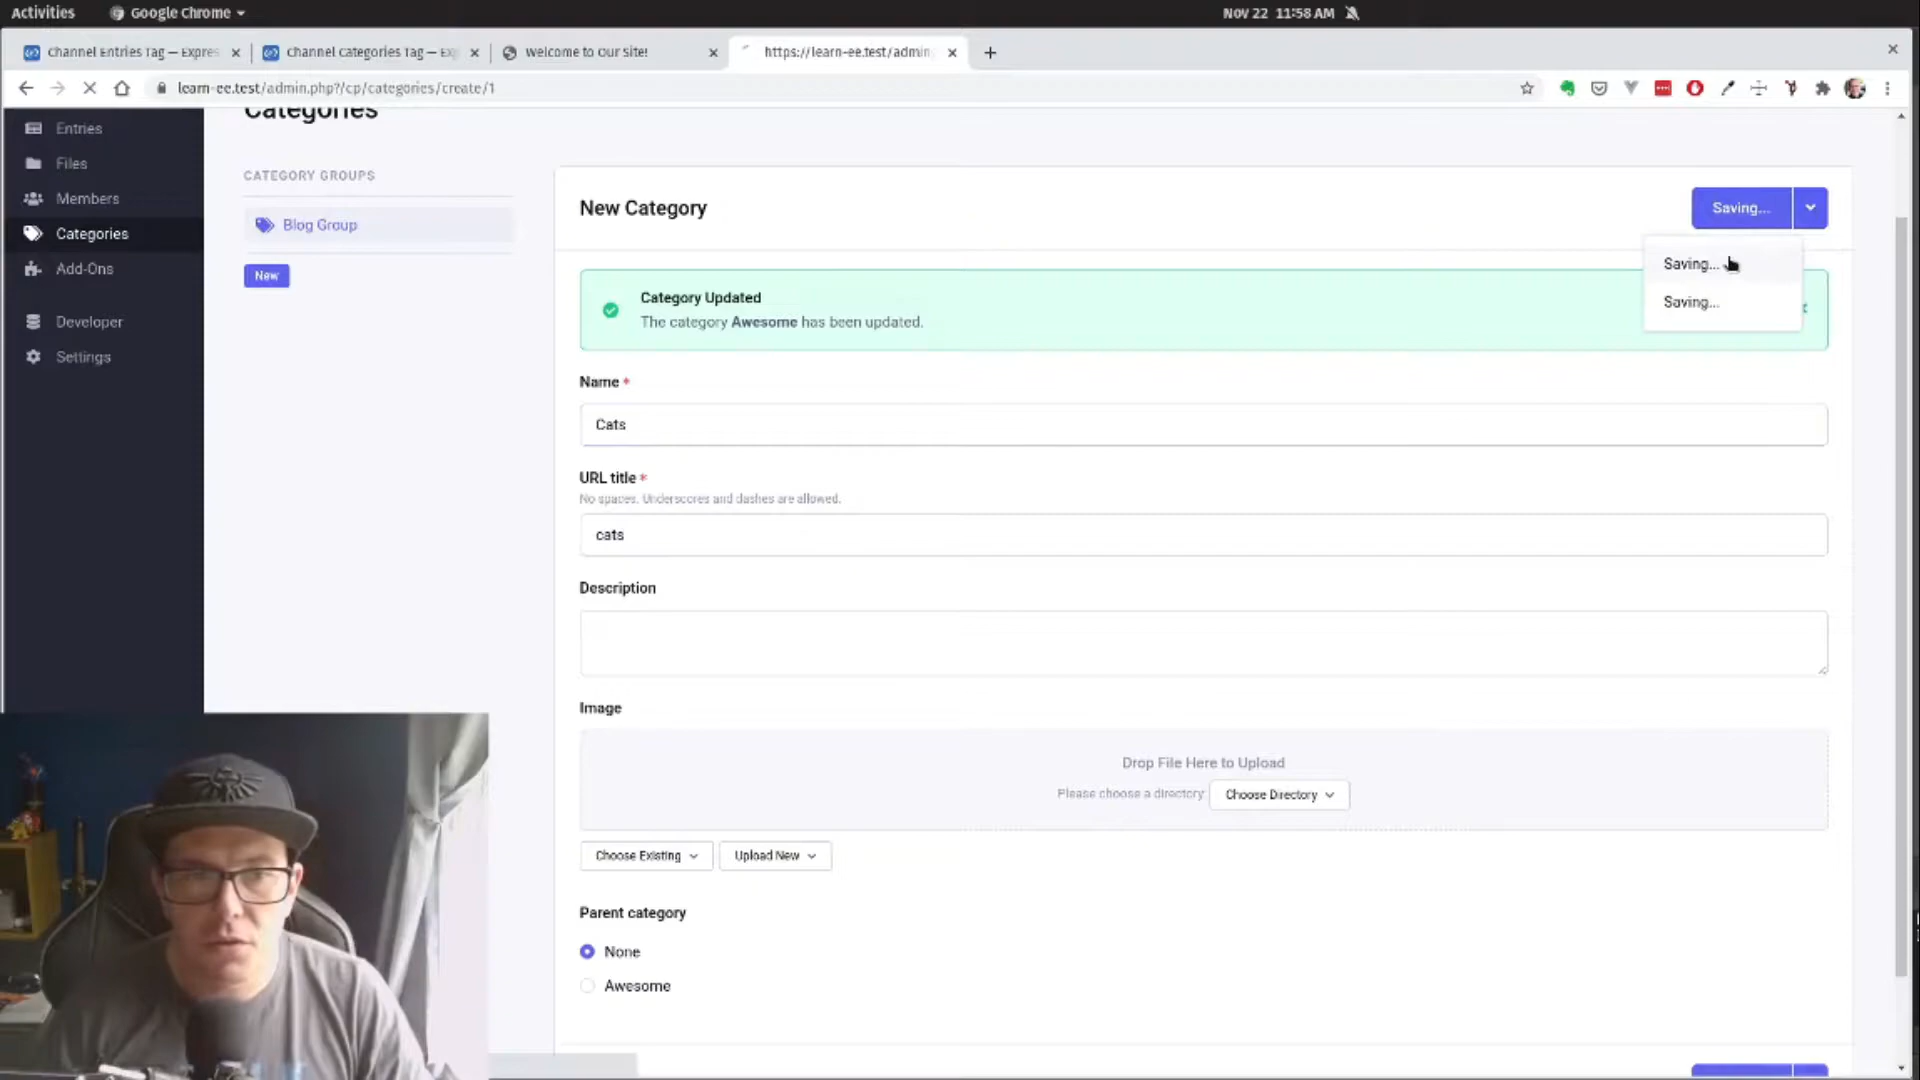 Activities
Google Chrome
Nov 22 11:58 AM
Channel Entries Tag — Expres
Channel Categories Tag — Ex
Welcome to Our Site!
https://learn-ee.test/admin
learn-ee.test/admin.php?/cp/categories/create/1
Entries
Files
Members
Categories
Add-Ons
Developer
Settings
Categories
CATEGORY GROUPS
Blog Group
New
New Category
Saving...
Saving...
Saving...
Category Updated
The category Awesome has been updated.
Name *
Cats
URL title *
No spaces. Underscores and dashes are allowed.
cats
Description
Image
Drop File Here to Upload
Please choose a directory
Choose Directory
Choose Existing
Upload New
Parent category
None
Awesome